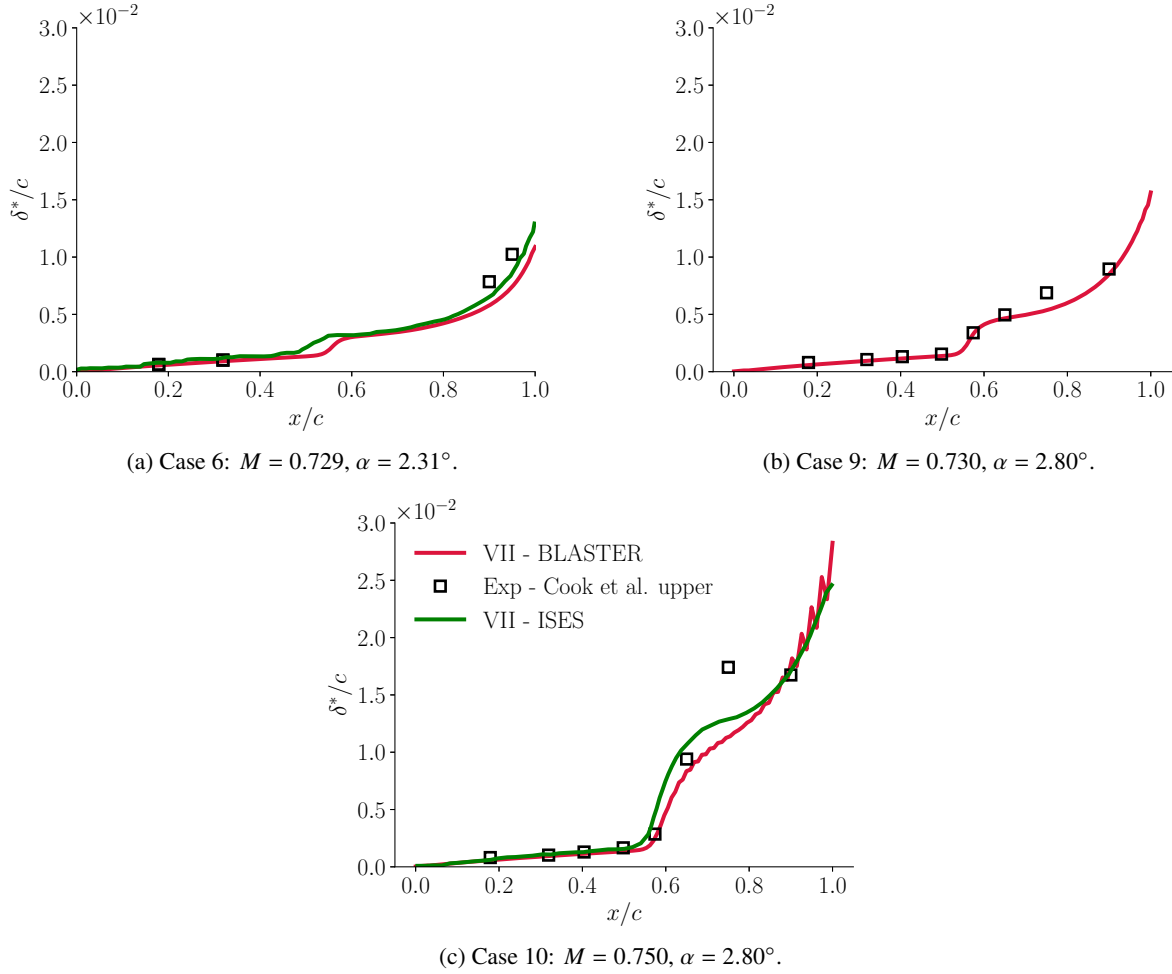 ×10⁻²
3.0
2.5
2.0
1.5
1.0
0.5
0.0
δ*/c
0.0 0.2 0.4 0.6 0.8 1.0
x/c
(a) Case 6: M = 0.729, α = 2.31°.
×10⁻²
3.0
2.5
2.0
1.5
1.0
0.5
0.0
δ*/c
0.0 0.2 0.4 0.6 0.8 1.0
x/c
(b) Case 9: M = 0.730, α = 2.80°.
×10⁻²
3.0
2.5
2.0
1.5
1.0
0.5
0.0
δ*/c
VII - BLASTER
Exp - Cook et al. upper
VII - ISES
0.0 0.2 0.4 0.6 0.8 1.0
x/c
(c) Case 10: M = 0.750, α = 2.80°.